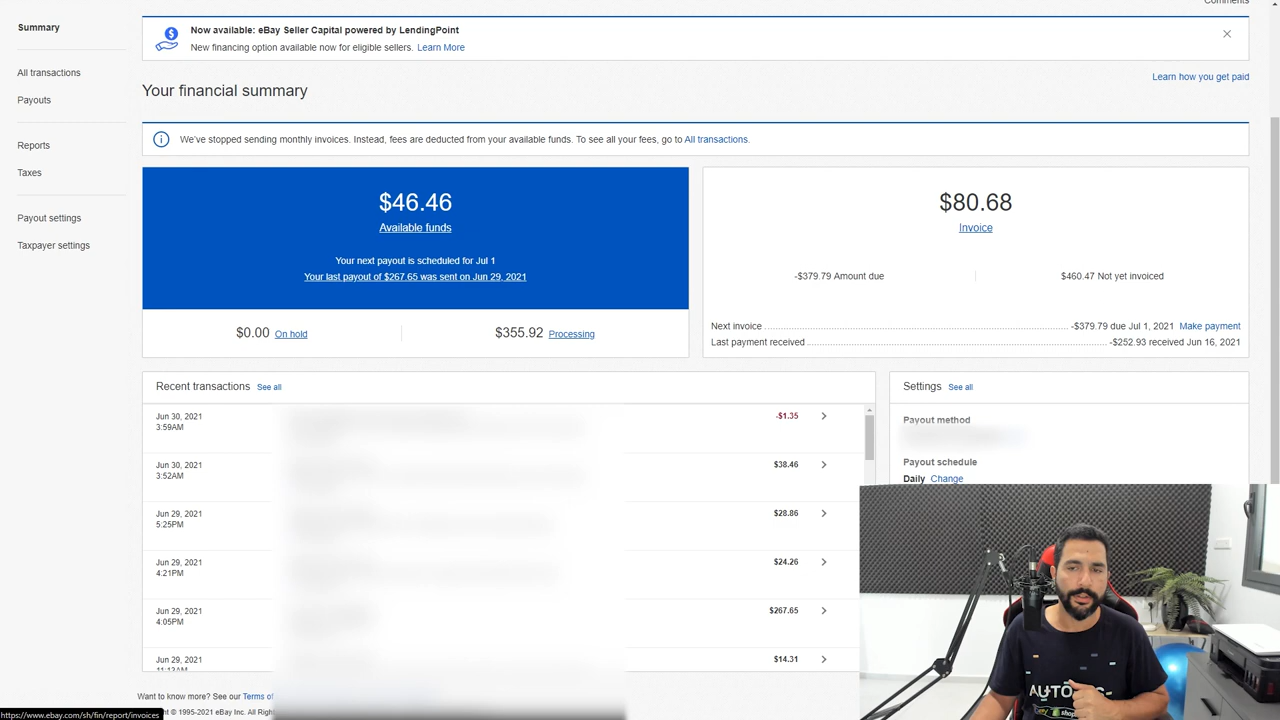 Comments
Summary
Now available: eBay Seller Capital powered by LendingPoint
New financing option available now for eligible sellers. Learn More
All transactions
Learn how you get paid
Payouts
Your financial summary
We've stopped sending monthly invoices. Instead, fees are deducted from your available funds. To see all your fees, go to All transactions.
Reports
Taxes
Payout settings
Taxpayer settings
$46.46
Available funds
Your next payout is scheduled for Jul 1
Your last payout of $267.65 was sent on Jun 29, 2021
$0.00 On hold
$355.92 Processing
$80.68
Invoice
-$379.79 Amount due
$460.47 Not yet invoiced
Next invoice -$379.79 due Jul 1, 2021 Make payment
Last payment received -$252.93 received Jun 16, 2021
Recent transactions See all
Jun 30, 2021
3:59AM
-$1.35
Jun 30, 2021
3:52AM
$38.46
Jun 29, 2021
5:25PM
$28.86
Jun 29, 2021
4:21PM
$24.26
Jun 29, 2021
4:05PM
$267.65
Jun 29, 2021
11:13AM
$14.31
Settings See all
Payout method
Payout schedule
Daily Change
Want to know more? See our Terms of
© 1995-2021 eBay Inc. All Rig
https://www.ebay.com/sh/fin/report/invoices